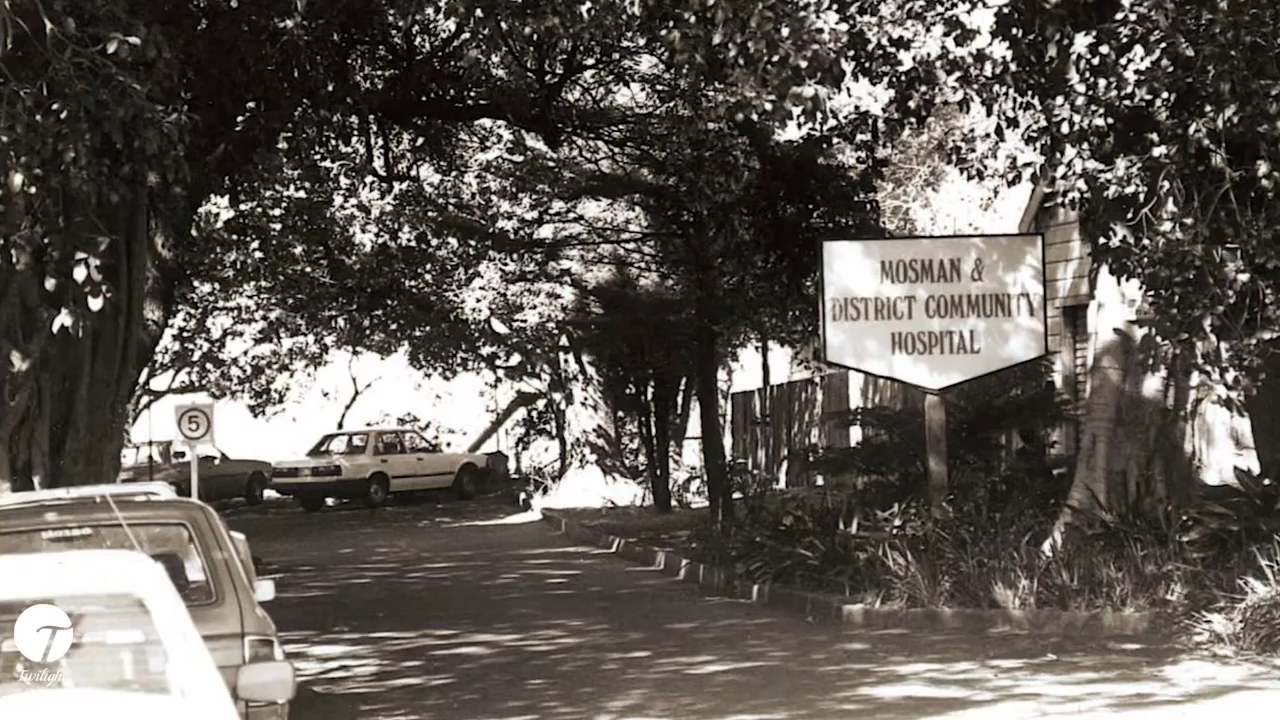 MOSMAN &
DISTRICT COMMUNITY
HOSPITAL
5
Twilight